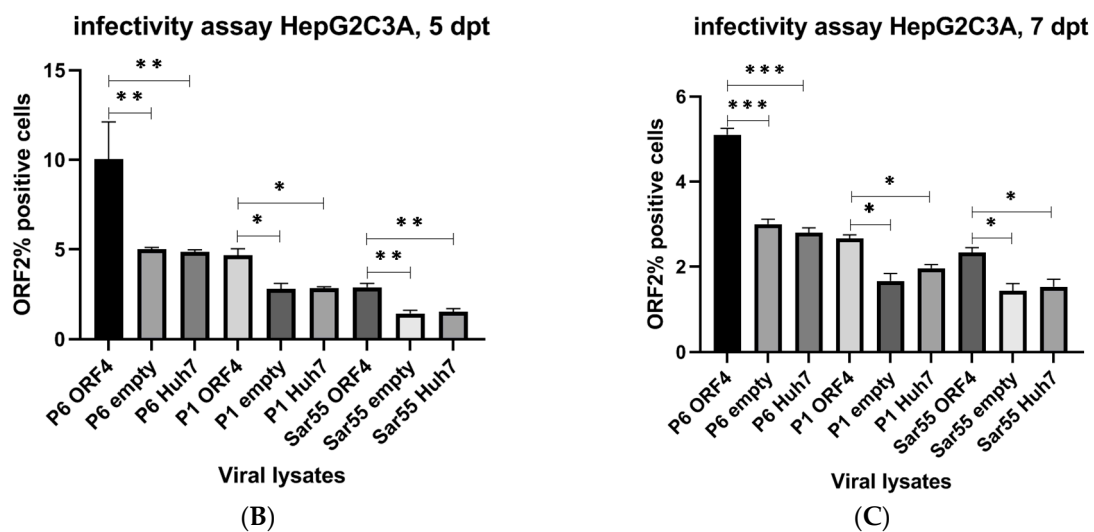 infectivity assay HepG2C3A, 5 dpt
ORF2% positive cells
15
10
5
0
** **
**
*
*
**
**
P6 ORF4
P6 empty
P6 Huh7
P1 ORF4
P1 empty
P1 Huh7
Sar55 ORF4
Sar55 empty
Sar55 Huh7
Viral lysates
(B)
infectivity assay HepG2C3A, 7 dpt
ORF2% positive cells
6
4
2
0
***
***
*
*
*
*
P6 ORF4
P6 empty
P6 Huh7
P1 ORF4
P1 empty
P1 Huh7
Sar55 ORF4
Sar55 empty
Sar55 Huh7
Viral lysates
(C)